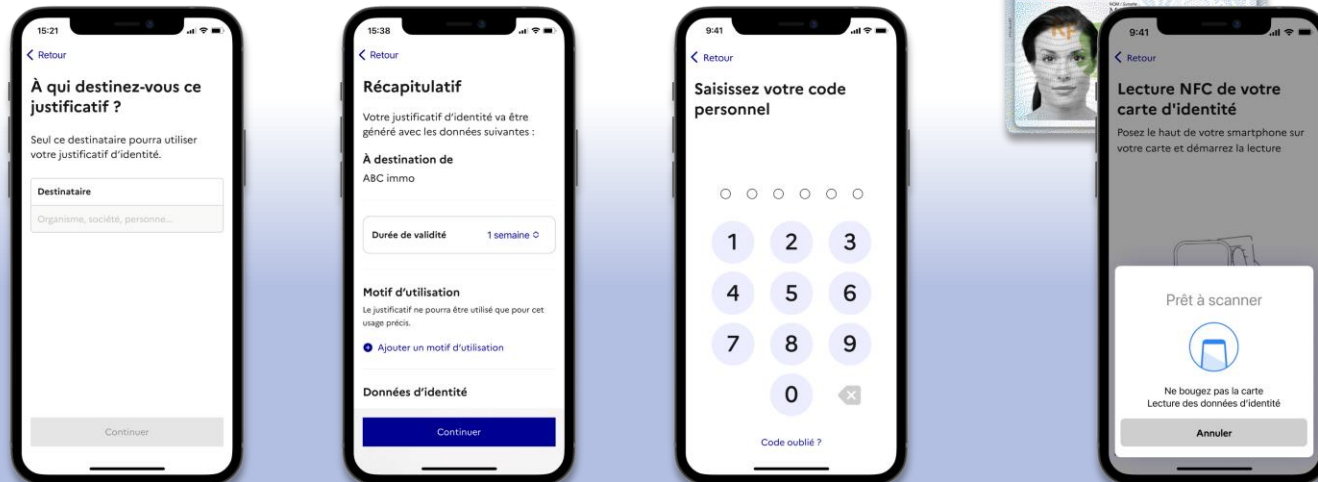 15:21
Retour
À qui destinez-vous ce
justificatif ?
Seul ce destinataire pourra utiliser
votre justificatif d'identité.
Destinataire
Organisme, société, personne...
Continuer
15:38
Retour
Récapitulatif
Votre justificatif d'identité va être
généré avec les données suivantes :
À destination de
ABC immo
Durée de validité 1 semaine
Motif d'utilisation
Le justificatif ne pourra être utilisé que pour cet
usage précis.
Ajouter un motif d'utilisation
Données d'identité
Continuer
9:41
Retour
Saisissez votre code
personnel
1 2 3
4 5 6
7 8 9
0
Code oublié ?
RF
9:41
Retour
Lecture NFC de votre
carte d'identité
Posez le haut de votre smartphone sur
votre carte et démarrez la lecture
Prêt à scanner
Ne bougez pas la carte
Lecture des données d'identité
Annuler